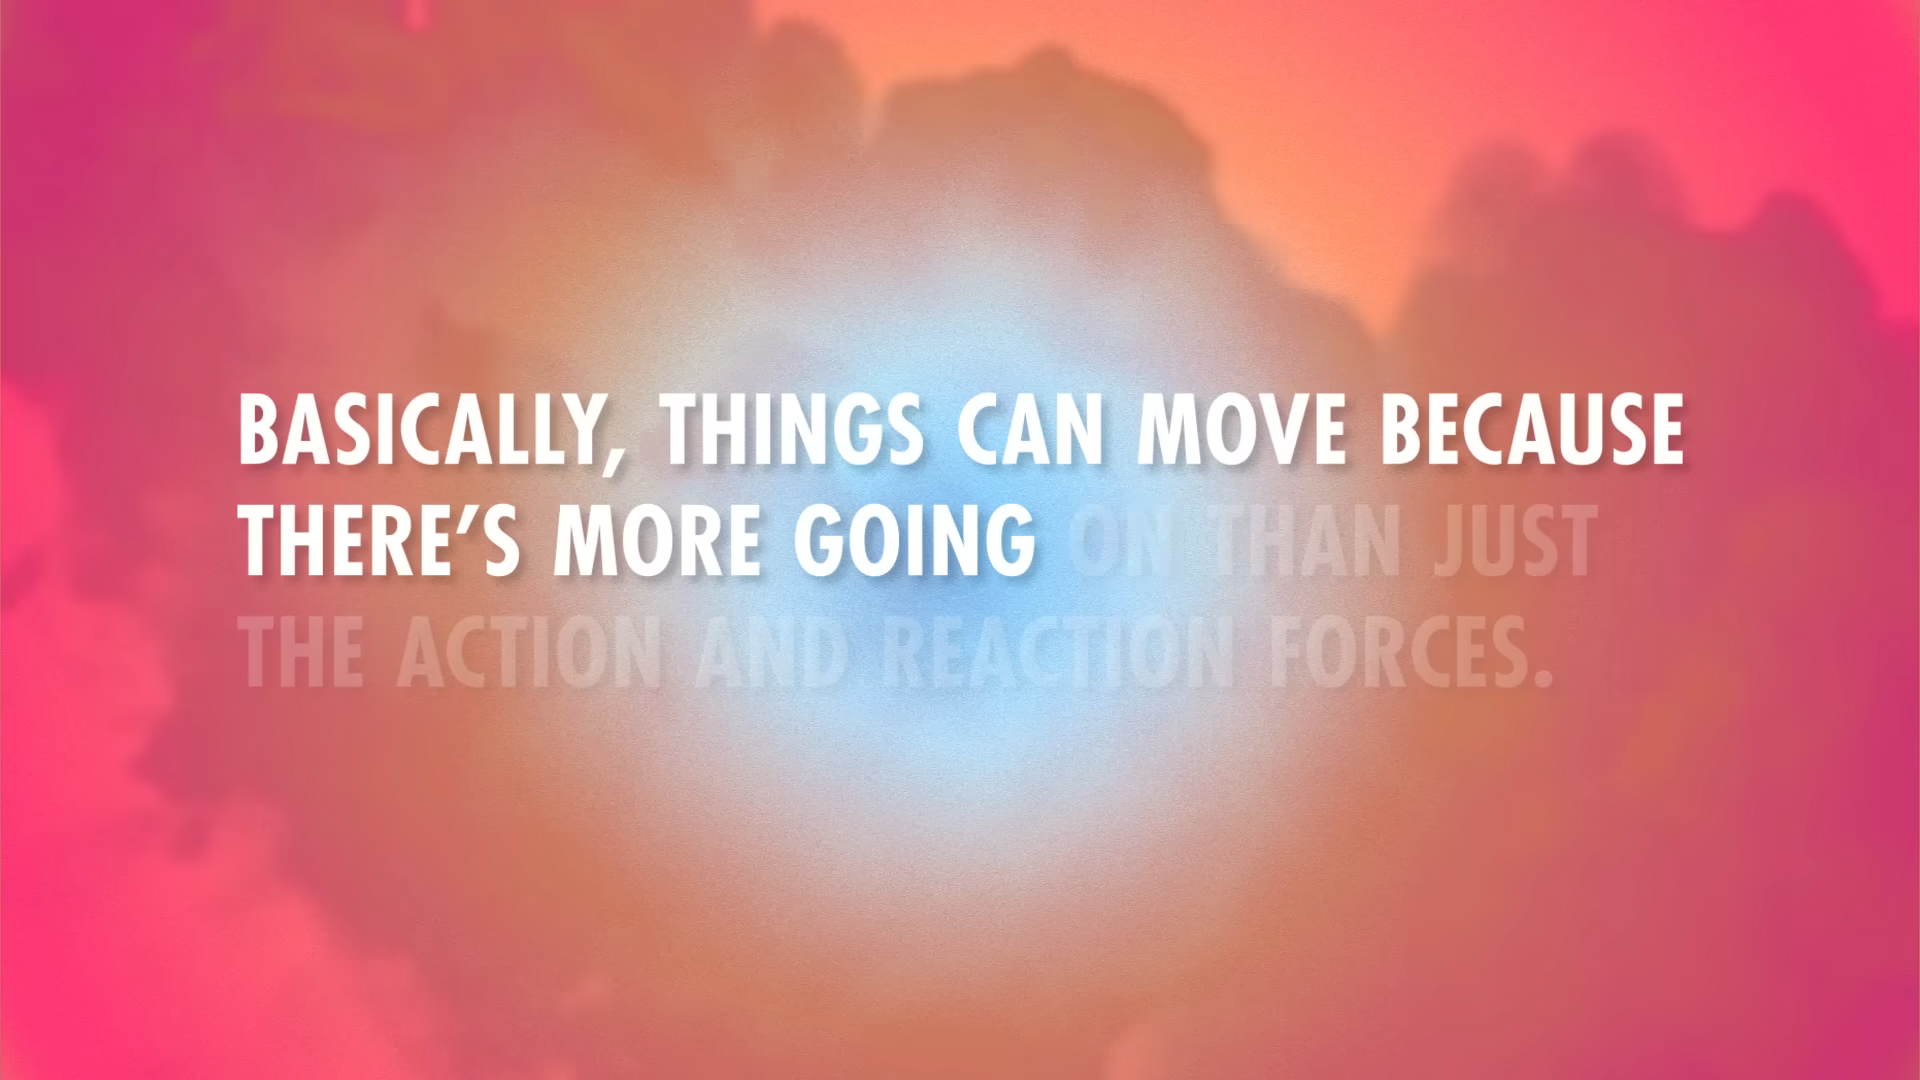 BASICALLY, THINGS CAN MOVE BECAUSE
THERE’S MORE GOING ON THAN JUST
THE ACTION AND REACTION FORCES.